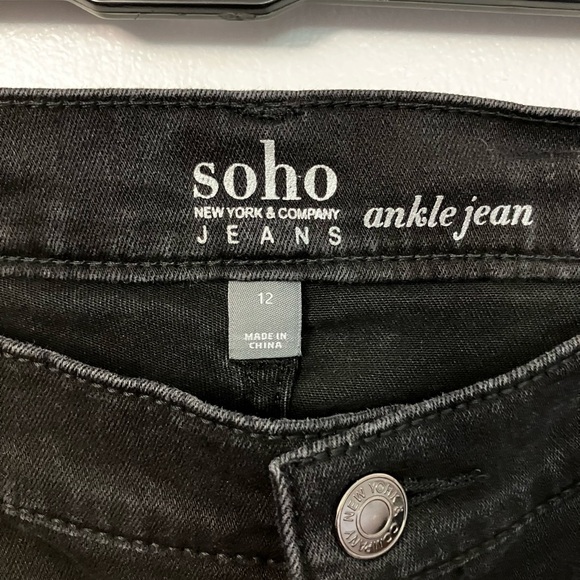 soho
NEW YORK & COMPANY
JEANS
ankle jean
12
MADE IN
CHINA
NEW YORK & COMPANY